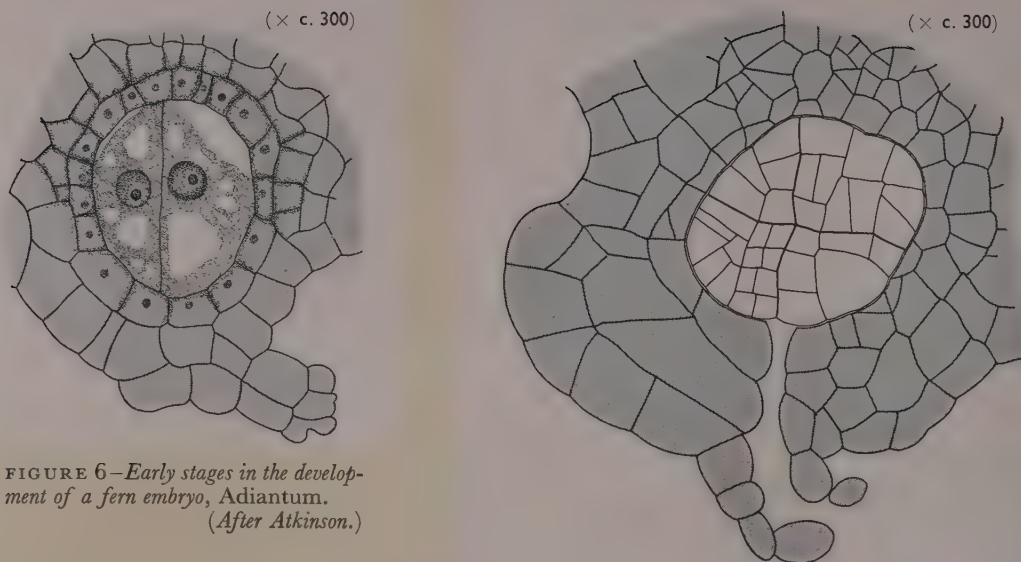 (× c. 300)
(× c. 300)
FIGURE 6–Early stages in the develop-
ment of a fern embryo, Adiantum.
(After Atkinson.)